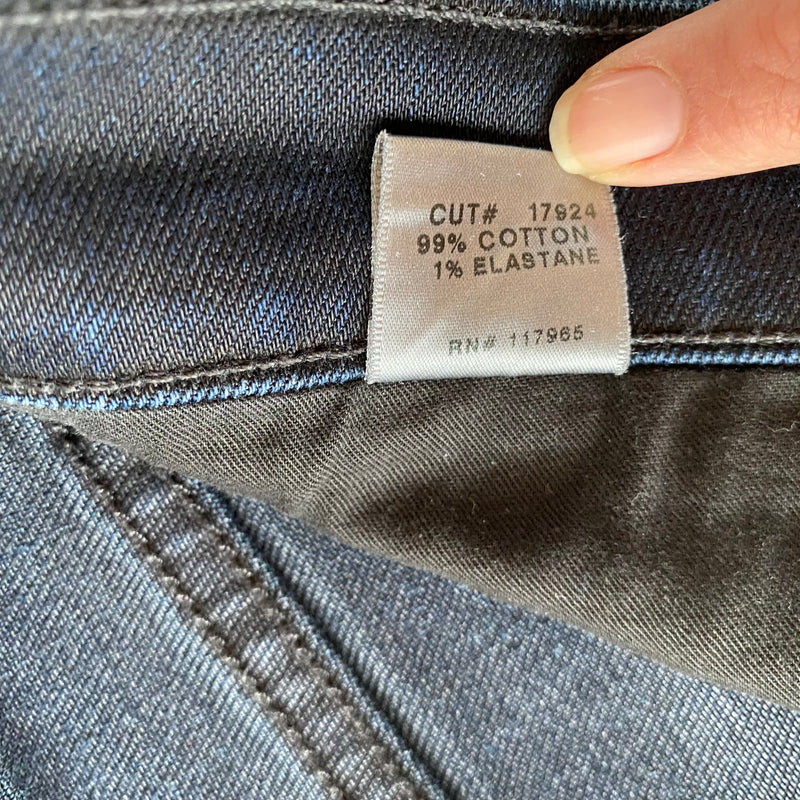 CUT# 17924
99% COTTON
1% ELASTANE
RN# 117965